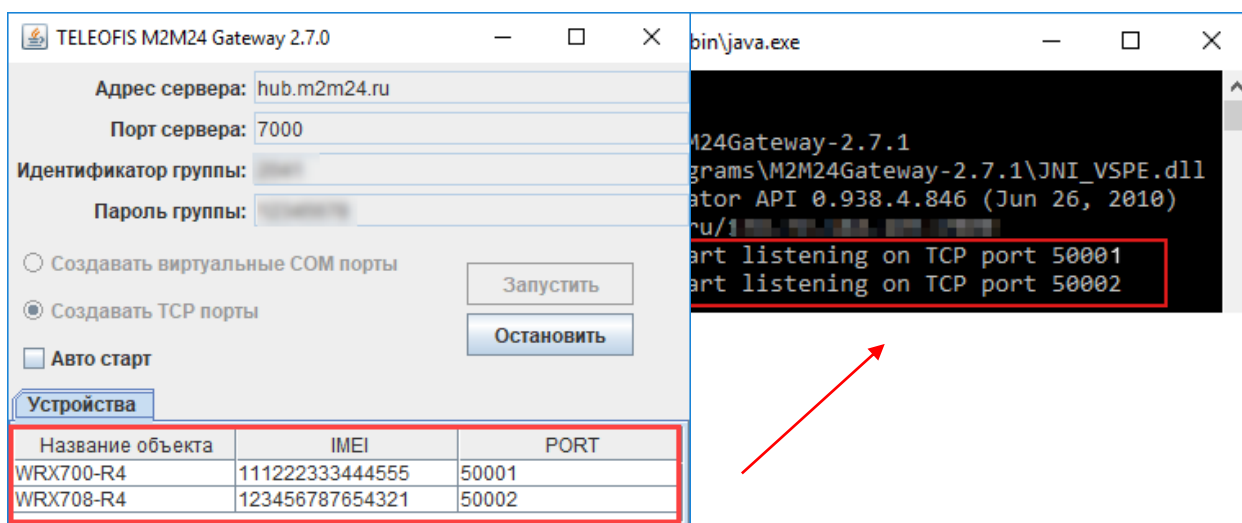 TELEOFIS M2M24 Gateway 2.7.0
Адрес сервера: hub.m2m24.ru
Порт сервера: 7000
Идентификатор группы:
Пароль группы:
Создавать виртуальные COM порты
Создавать TCP порты
Запустить
Остановить
Авто старт
Устройства
Название объекта IMEI PORT
WRX700-R4 111222333444555 50001
WRX708-R4 123456787654321 50002
bin\java.exe
M24Gateway-2.7.1
grams\M2M24Gateway-2.7.1\JNI_VSPE.dll
ator API 0.938.4.846 (Jun 26, 2010)
ru/
art listening on TCP port 50001
art listening on TCP port 50002